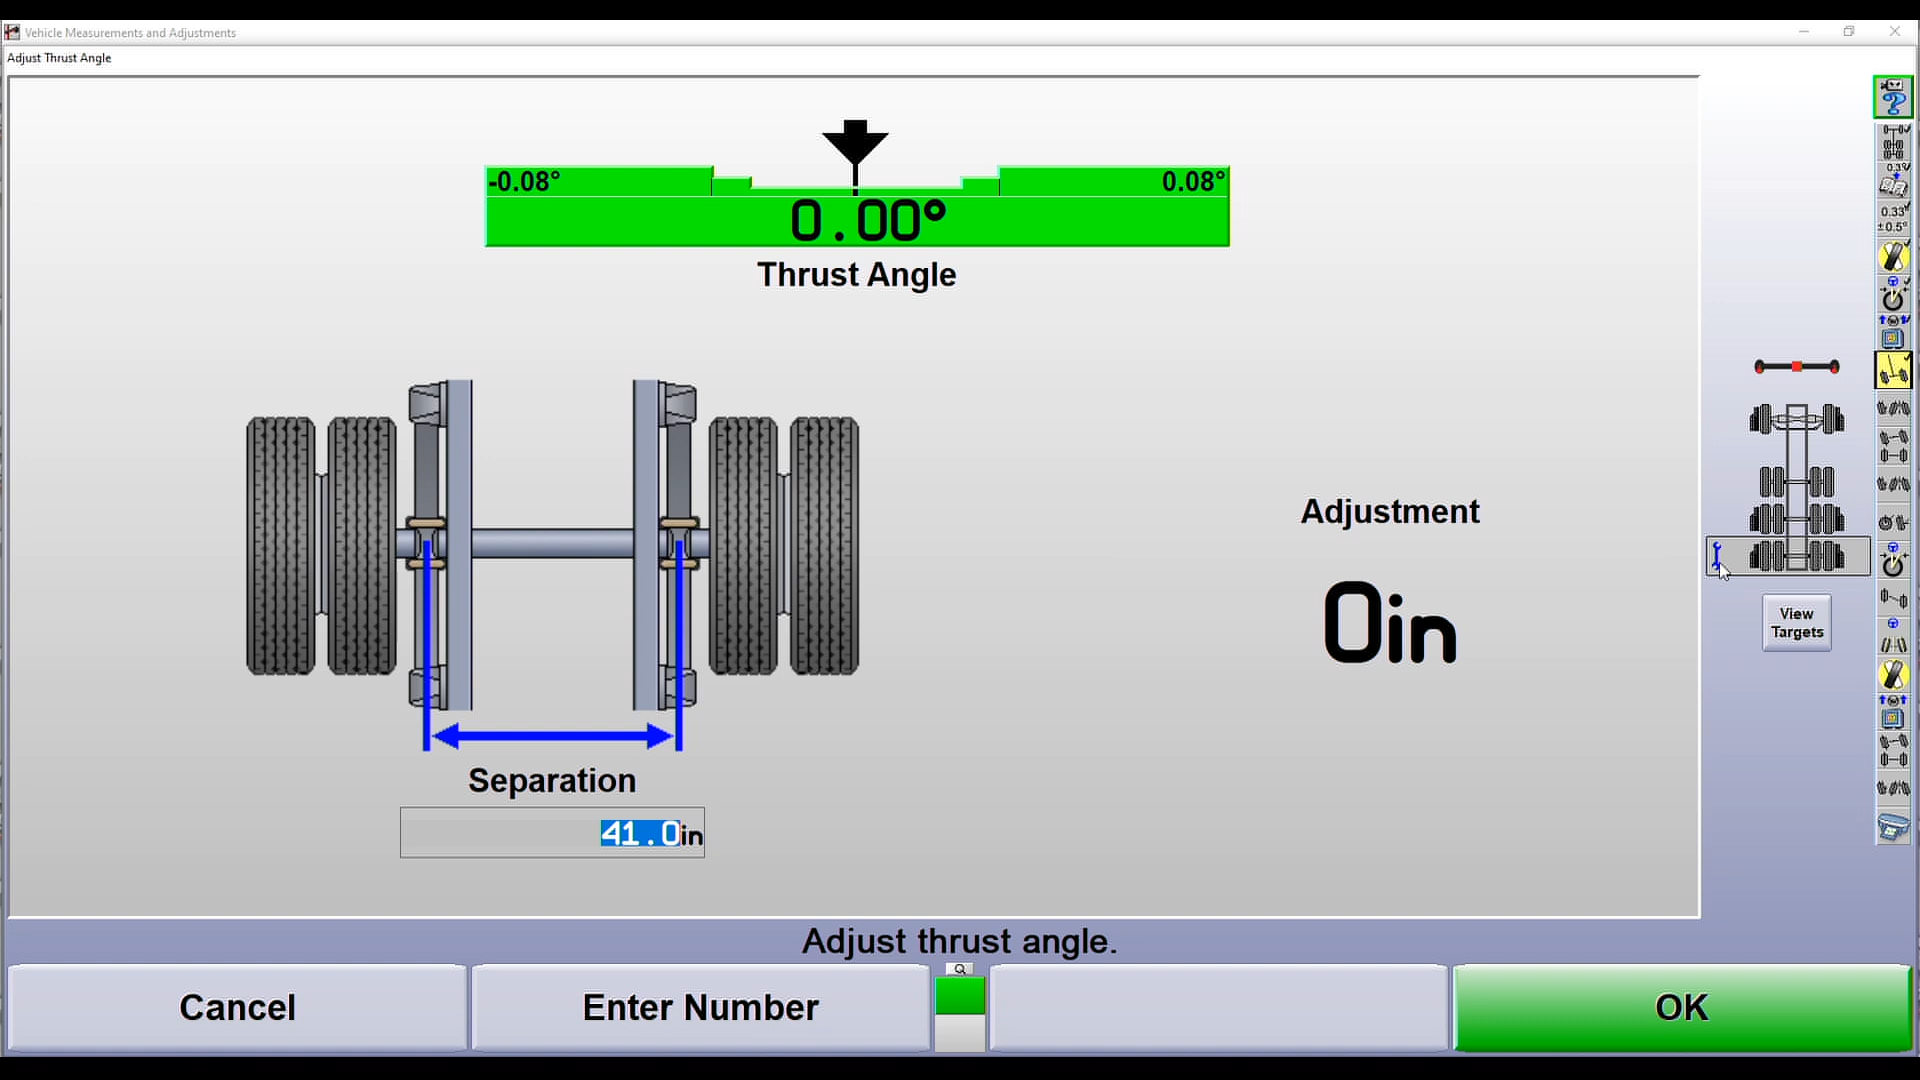 Vehicle Measurements and Adjustments
Adjust Thrust Angle
-0.08° 0.08°
0.00°
Thrust Angle
0.33
±0.5°
Adjustment
0in
View
Targets
Separation
41.0in
Adjust thrust angle.
Cancel
Enter Number
OK